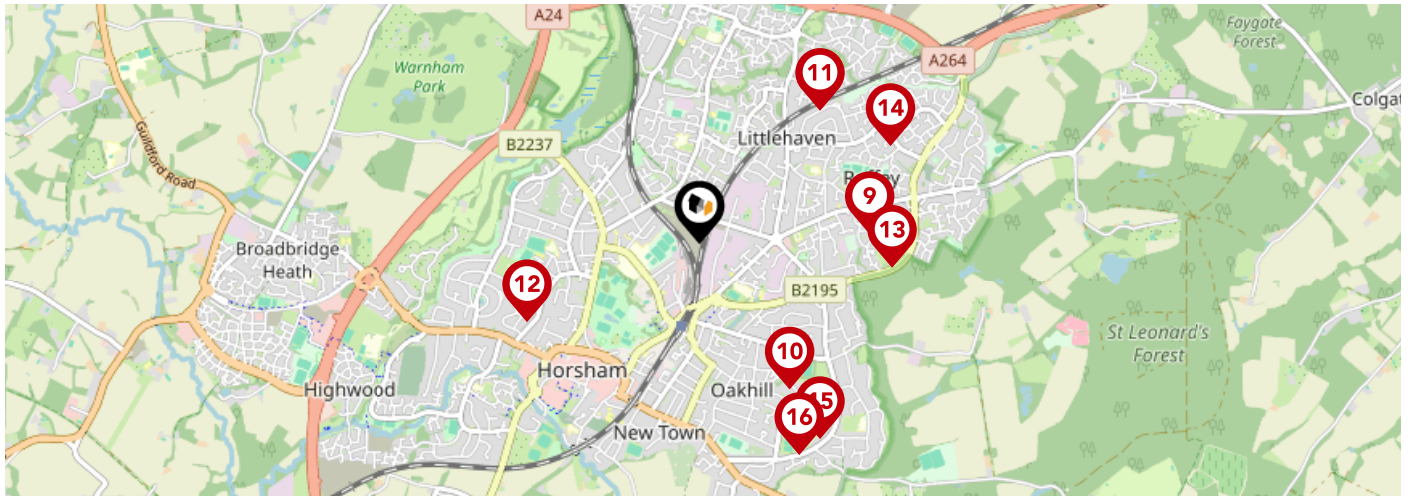 A24
Faygate
Forest
A264
Warnham
Park
11
Colgat
14
Littlehaven
B2237
Guildford Road
9
13
Broadbridge
Heath
12
B2195
St Leonard's
Forest
10
Horsham
Highwood
Oakhill
15
16
New Town